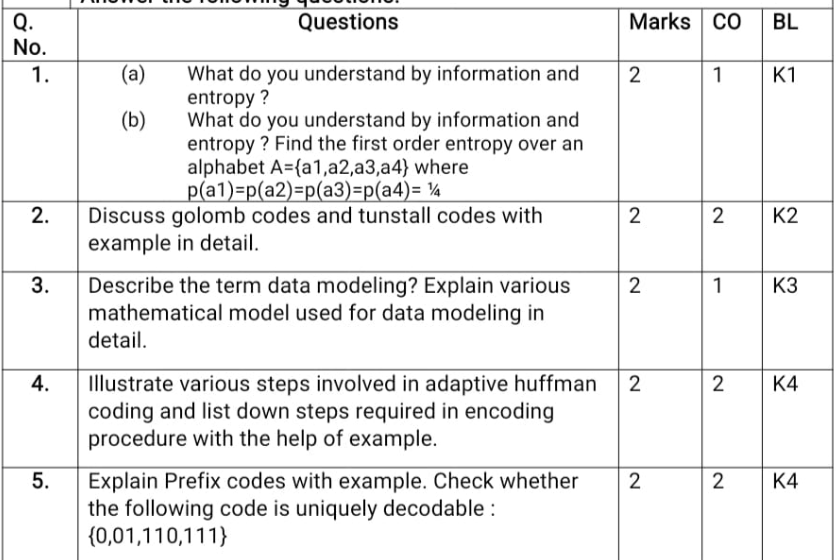 Answer the following questions.
Q. No. Questions Marks CO BL
1. (a) What do you understand by information and 2 1 K1
entropy ?
(b) What do you understand by information and
entropy ? Find the first order entropy over an
alphabet A={a1,a2,a3,a4} where
p(a1)=p(a2)=p(a3)=p(a4)= ¼
2. Discuss golomb codes and tunstall codes with 2 2 K2
example in detail.
3. Describe the term data modeling? Explain various 2 1 K3
mathematical model used for data modeling in
detail.
4. Illustrate various steps involved in adaptive huffman 2 2 K4
coding and list down steps required in encoding
procedure with the help of example.
5. Explain Prefix codes with example. Check whether 2 2 K4
the following code is uniquely decodable :
{0,01,110,111}